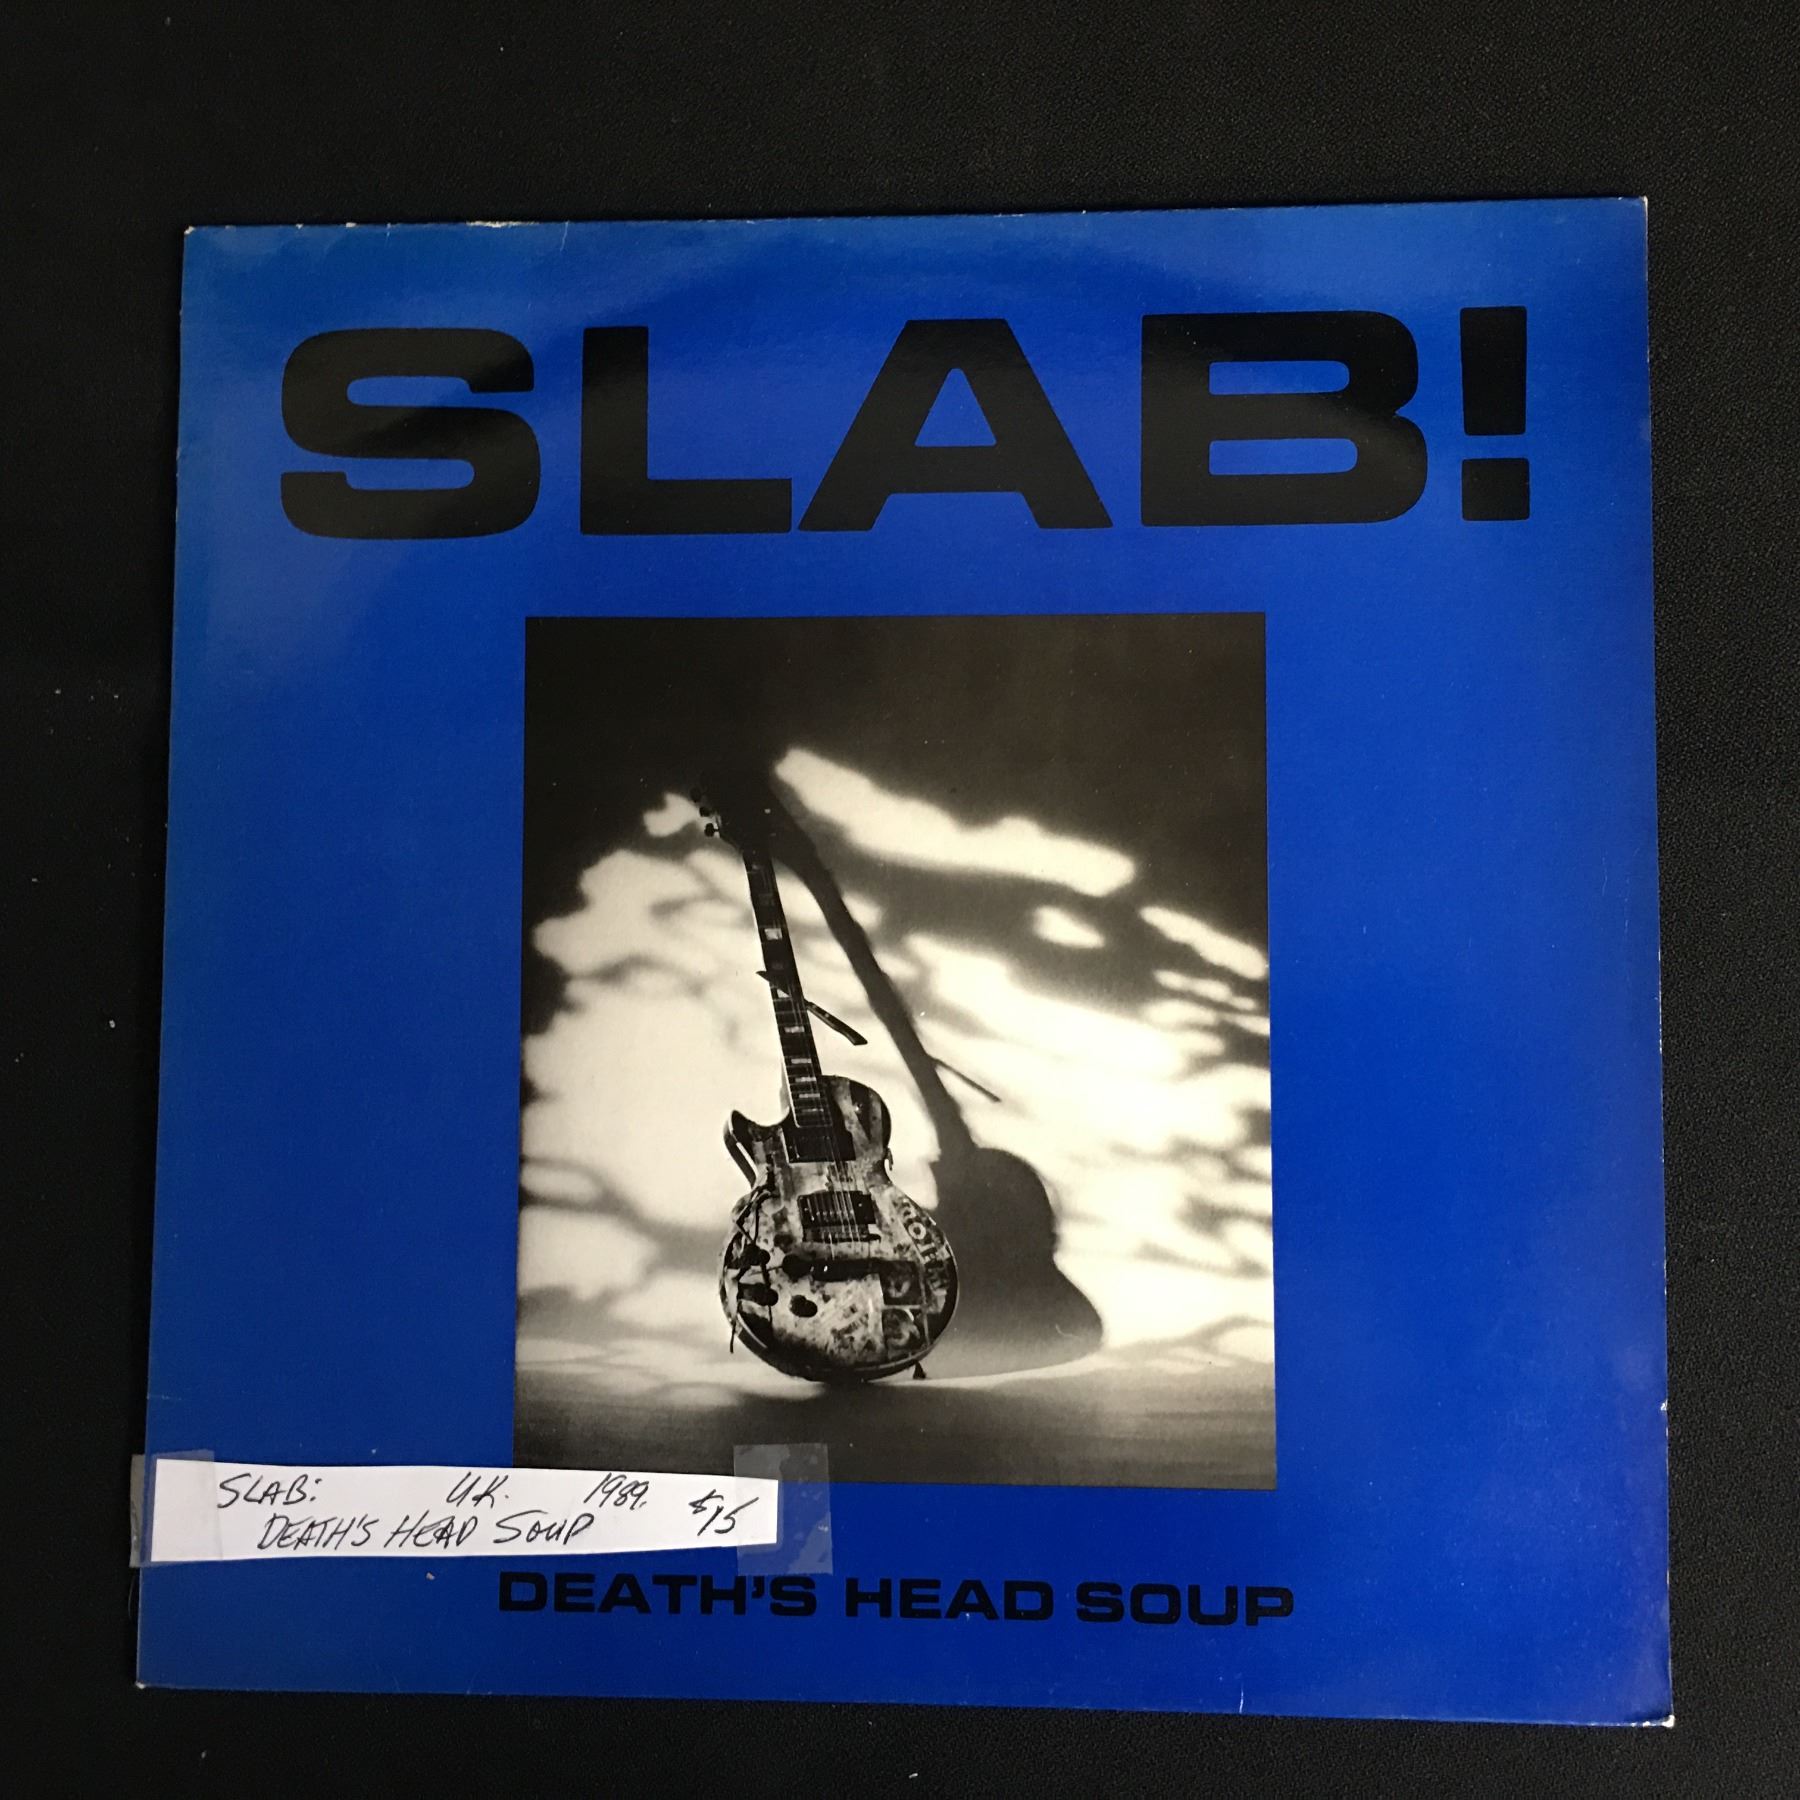 SLAB!
SLAB: U.K. 1989. $15
DEATH'S HEAD SOUP
DEATH'S HEAD SOUP